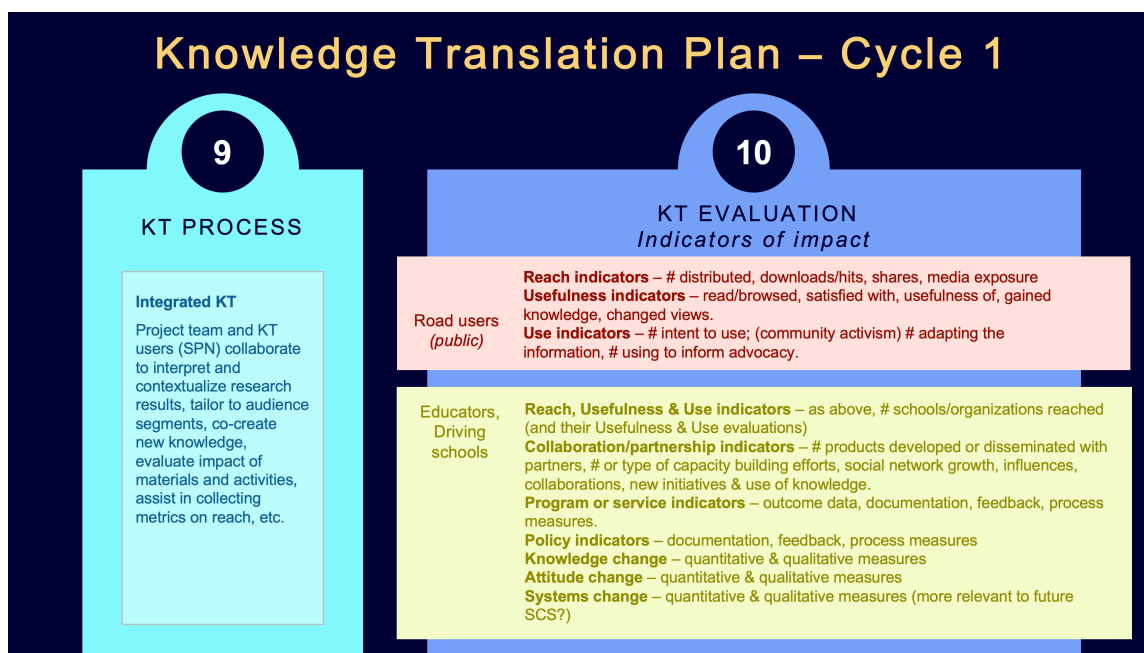 Knowledge Translation Plan – Cycle 1
9
KT PROCESS
Integrated KT
Project team and KT
users (SPN) collaborate
to interpret and
contextualize research
results, tailor to audience
segments, co-create
new knowledge,
evaluate impact of
materials and activities,
assist in collecting
metrics on reach, etc.
10
KT EVALUATION
Indicators of impact
Road users
(public)
Reach indicators – # distributed, downloads/hits, shares, media exposure
Usefulness indicators – read/browsed, satisfied with, usefulness of, gained
knowledge, changed views.
Use indicators – # intent to use; (community activism) # adapting the
information, # using to inform advocacy.
Educators,
Driving
schools
Reach, Usefulness & Use indicators – as above, # schools/organizations reached
(and their Usefulness & Use evaluations)
Collaboration/partnership indicators – # products developed or disseminated with
partners, # or type of capacity building efforts, social network growth, influences,
collaborations, new initiatives & use of knowledge.
Program or service indicators – outcome data, documentation, feedback, process
measures.
Policy indicators – documentation, feedback, process measures
Knowledge change – quantitative & qualitative measures
Attitude change – quantitative & qualitative measures
Systems change – quantitative & qualitative measures (more relevant to future
SCS?)